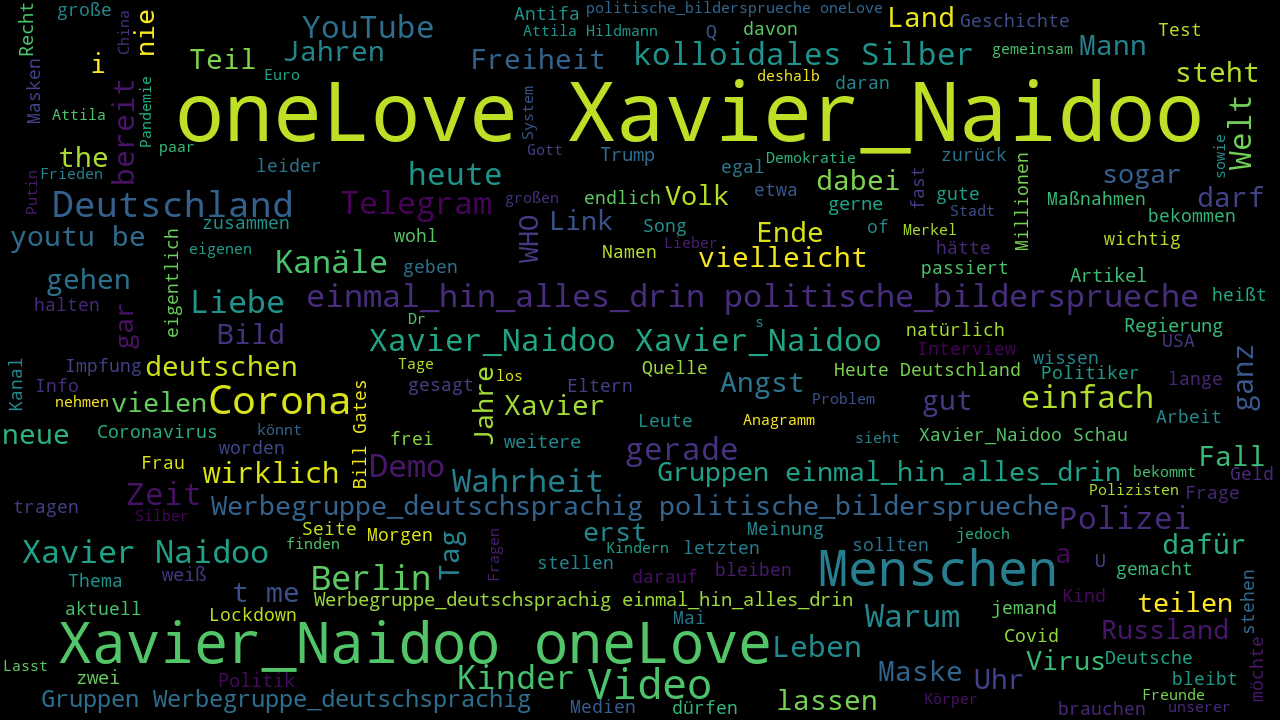 große
Recht
China
nie
YouTube
Antifa
politische_bildersprueche oneLove
Land
Geschichte
Attila Hildmann
Q
davon
Test
i
Teil
Jahren
Freiheit
kolloidales Silber
gemeinsam
Mann
Masken
Euro
deshalb
daran
steht
Attila
Pandemie
bereit
oneLove Xavier_Naidoo
System
Welt
sowie
the
paar
Gott
Trump
egal
Demokratie
zurück
Putin
Frieden
leider
heute
etwa
dabei
fast
gute
sogar
Millionen
Maßnahmen
darf
Deutschland
Telegram
großen
endlich
Volk
gerne
Stadt
bekommen
youtu be
zusammen
eigenen
wohl
WHO
Link
Song
Lieber
Ende
of
Merkel
hätte
wichtig
eigentlich
gehen
Kanäle
geben
Namen
vielleicht
passiert
Artikel
halten
gar
Liebe
einmal_hin_alles_drin politische_bildersprueche
heißt
Bild
Dr
s
natürlich
Regierung
Xavier_Naidoo Xavier_Naidoo
Interview
USA
Kanal
Impfung
deutschen
Tage
los
Quelle
Heute Deutschland
wissen
Politiker
ganz
Info
gesagt
Jahre
Eltern
Angst
lange
nehmen
vielen
Corona
Bill Gates
Xavier
Problem
gut
einfach
neue
Coronavirus
könnt
frei
weitere
Leute
Anagramm
sieht
Xavier_Naidoo Schau
Arbeit
worden
gerade
Fall
Frau
wirklich
Demo
Wahrheit
Gruppen einmal_hin_alles_drin
bekommt
Geld
Zeit
Polizisten
Frage
tragen
Silber
Werbegruppe_deutschsprachig politische_bildersprueche
Polizei
Seite
Morgen
Tag
Fragen
erst
Meinung
jedoch
Xavier Naidoo
finden
Kindern
letzten
sollten
dafür
Thema
weiß
Berlin
stellen
darauf
bleiben
Menschen
a
U
gemacht
stehen
t me
Werbegruppe_deutschsprachig einmal_hin_alles_drin
Kind
aktuell
Lockdown
Mai
Warum
jemand
teilen
Xavier_Naidoo oneLove
Leben
Covid
Russland
möchte
Lasst
zwei
Politik
Kinder
Video
Maske
Uhr
Virus
Deutsche
bleibt
Gruppen Werbegruppe_deutschsprachig
Medien
dürfen
lassen
Körper
brauchen
Freunde
unserer